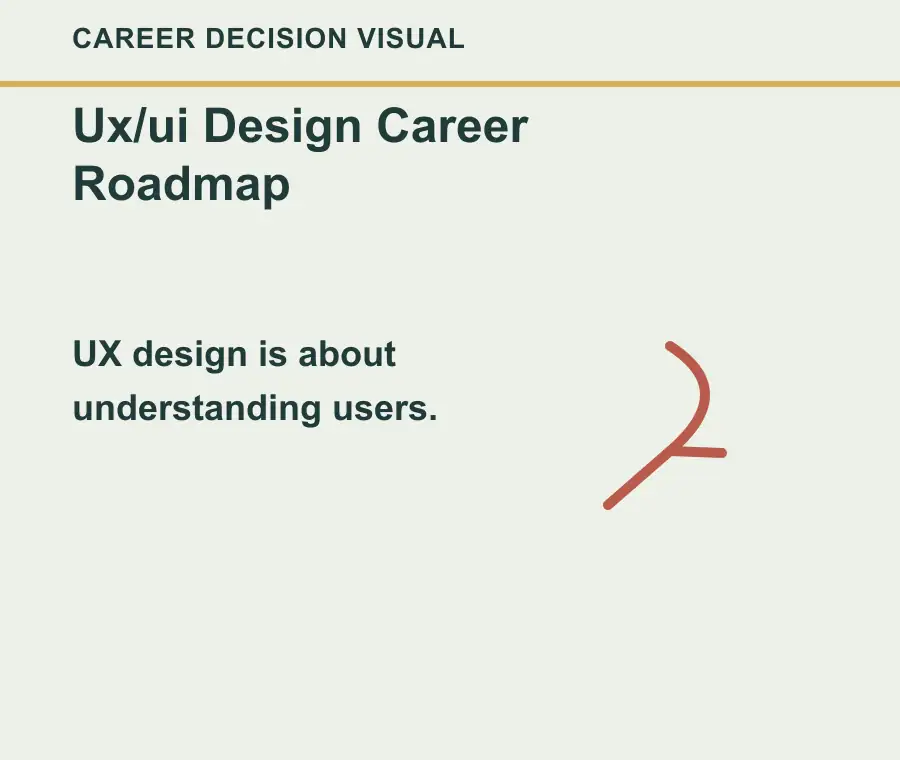 CAREER DECISION VISUAL
Ux/ui Design Career
Roadmap
UX design is about
understanding users.